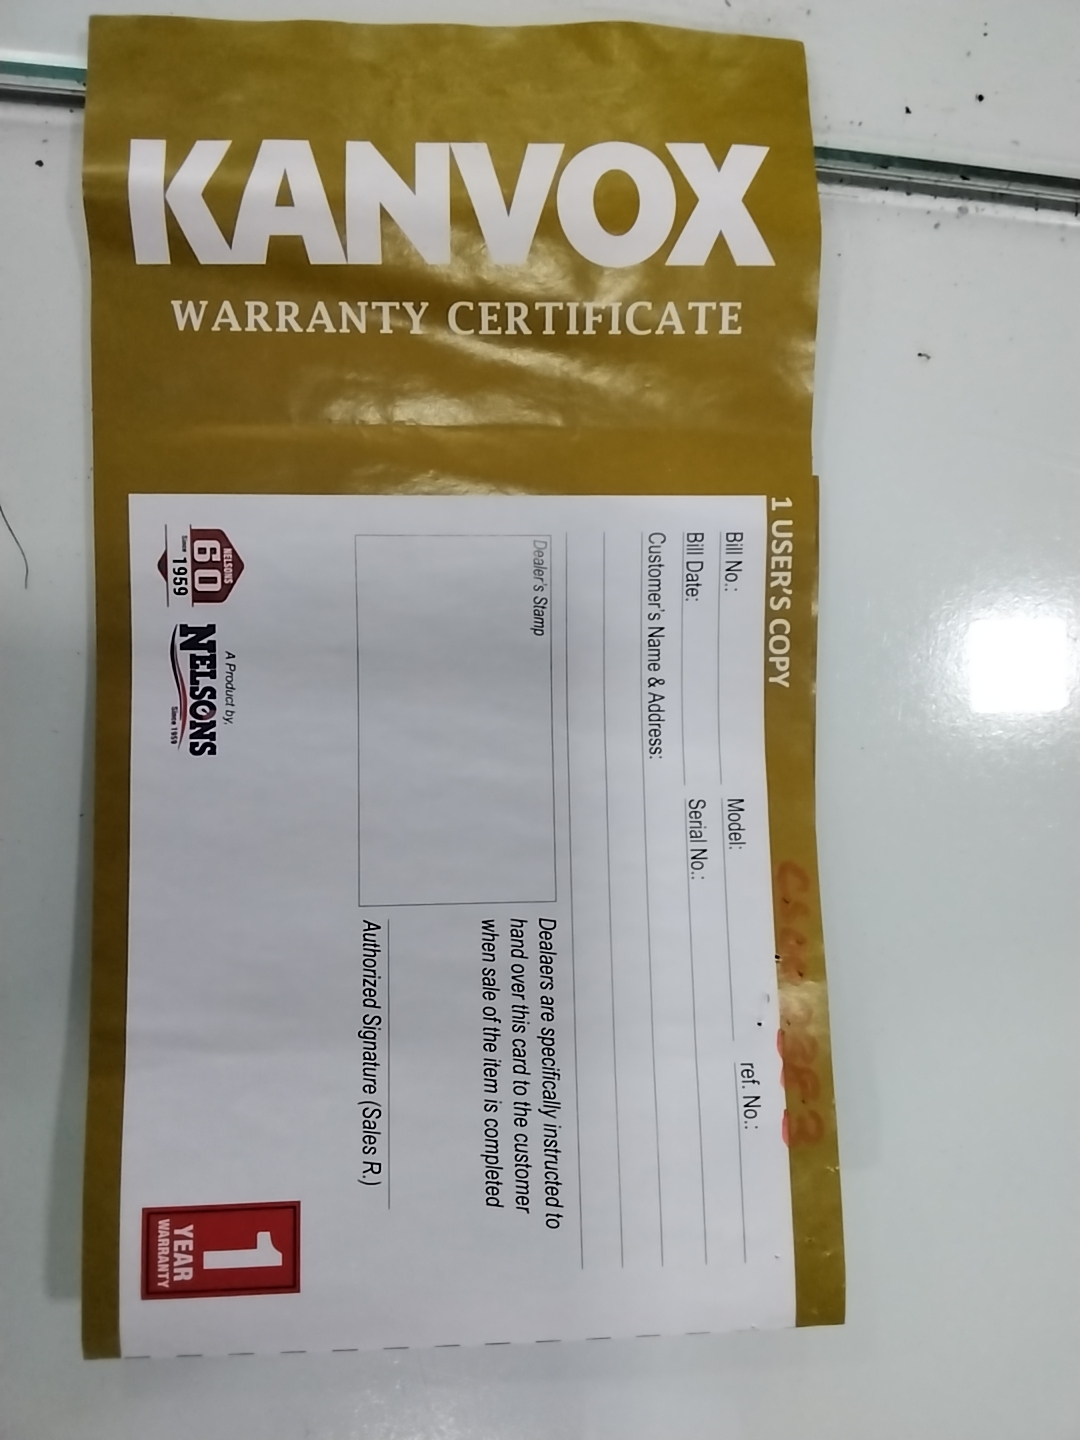 KANVOX
WARRANTY CERTIFICATE
1 USER'S COPY
Bill No.: Model: ref. No.:
Bill Date: Serial No.:
Customer's Name & Address:
Dealer's Stamp
Dealaers are specifically instructed to
hand over this card to the customer
when sale of the item is completed
Authorized Signature (Sales R.)
NELSONS
60
Since 1959
A Product by.
NELSONS
Since 1959
1
YEAR
WARRANTY